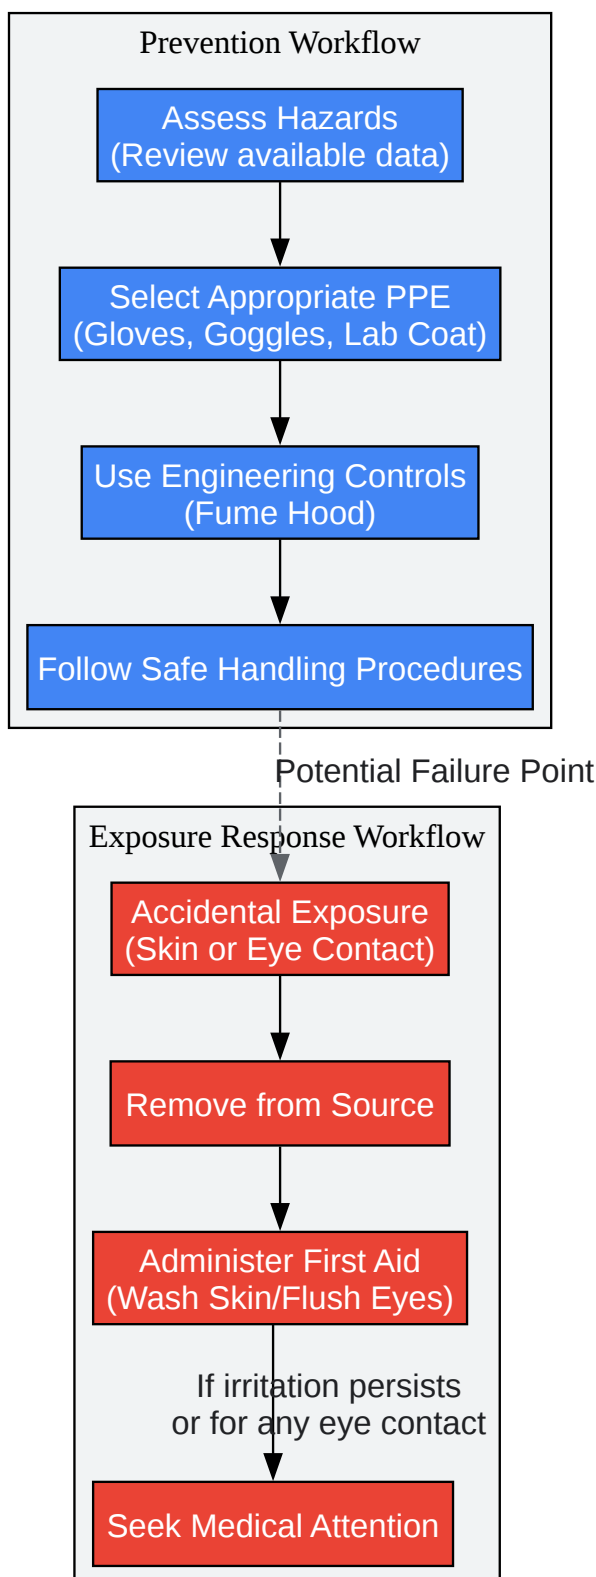 Prevention Workflow
Assess Hazards
(Review available data)
Select Appropriate PPE
(Gloves, Goggles, Lab Coat)
Use Engineering Controls
(Fume Hood)
Follow Safe Handling Procedures
Potential Failure Point
Exposure Response Workflow
Accidental Exposure
(Skin or Eye Contact)
Remove from Source
Administer First Aid
(Wash Skin/Flush Eyes)
If irritation persists
or for any eye contact
Seek Medical Attention